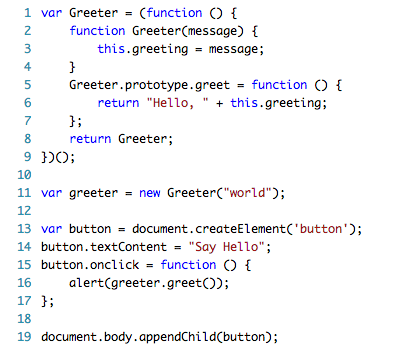 1 var Greeter = (function () {
2     function Greeter(message) {
3         this.greeting = message;
4     }
5     Greeter.prototype.greet = function () {
6         return "Hello, " + this.greeting;
7     };
8     return Greeter;
9 })();
10
11 var greeter = new Greeter("world");
12
13 var button = document.createElement('button');
14 button.textContent = "Say Hello";
15 button.onclick = function () {
16     alert(greeter.greet());
17 };
18
19 document.body.appendChild(button);